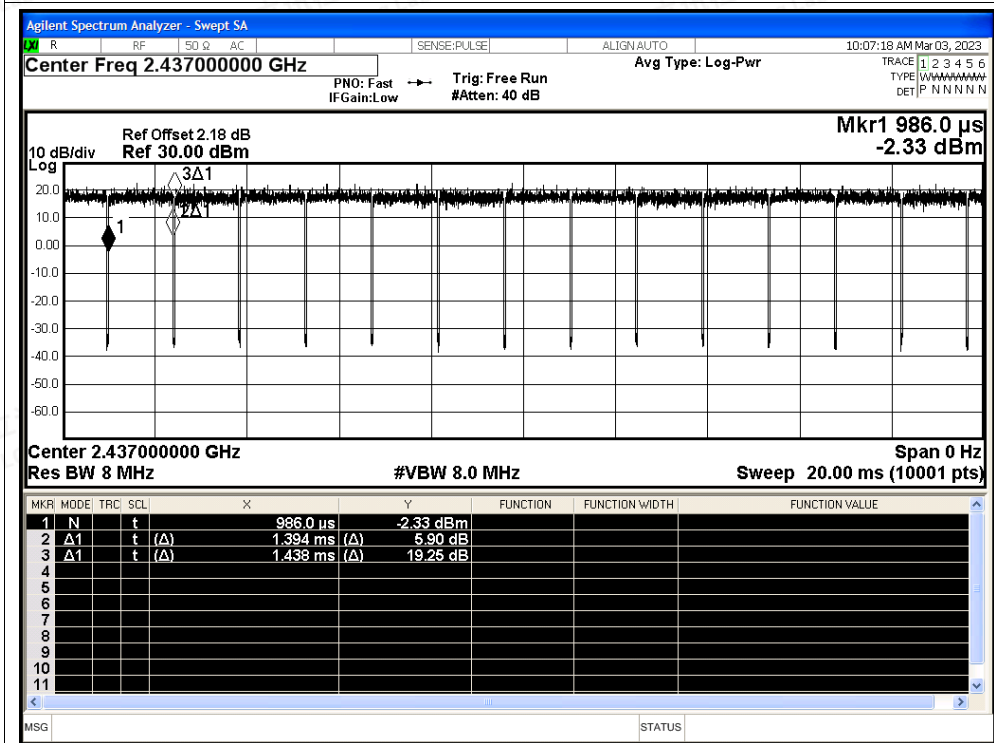 Agilent Spectrum Analyzer - Swept SA
LXI R RF 50 Ω AC SENSE:PULSE ALIGN AUTO 10:07:18 AM Mar 03, 2023
Center Freq 2.437000000 GHz
PNO: Fast
IFGain:Low
Trig: Free Run
#Atten: 40 dB
Avg Type: Log-Pwr
TRACE 1 2 3 4 5 6
TYPE WWWWWW
DET P N N N N N
Mkr1 986.0 µs
-2.33 dBm
Ref Offset 2.18 dB
10 dB/div Ref 30.00 dBm
Log
3Δ1
20.0
2Δ1
10.0
1
0.00
-10.0
-20.0
-30.0
-40.0
-50.0
-60.0
Center 2.437000000 GHz Span 0 Hz
Res BW 8 MHz #VBW 8.0 MHz Sweep 20.00 ms (10001 pts)
MKR MODE TRC SCL X Y FUNCTION FUNCTION WIDTH FUNCTION VALUE
1 N t 986.0 µs -2.33 dBm
2 Δ1 t (Δ) 1.394 ms (Δ) 5.90 dB
3 Δ1 t (Δ) 1.438 ms (Δ) 19.25 dB
4
5
6
7
8
9
10
11
MSG STATUS